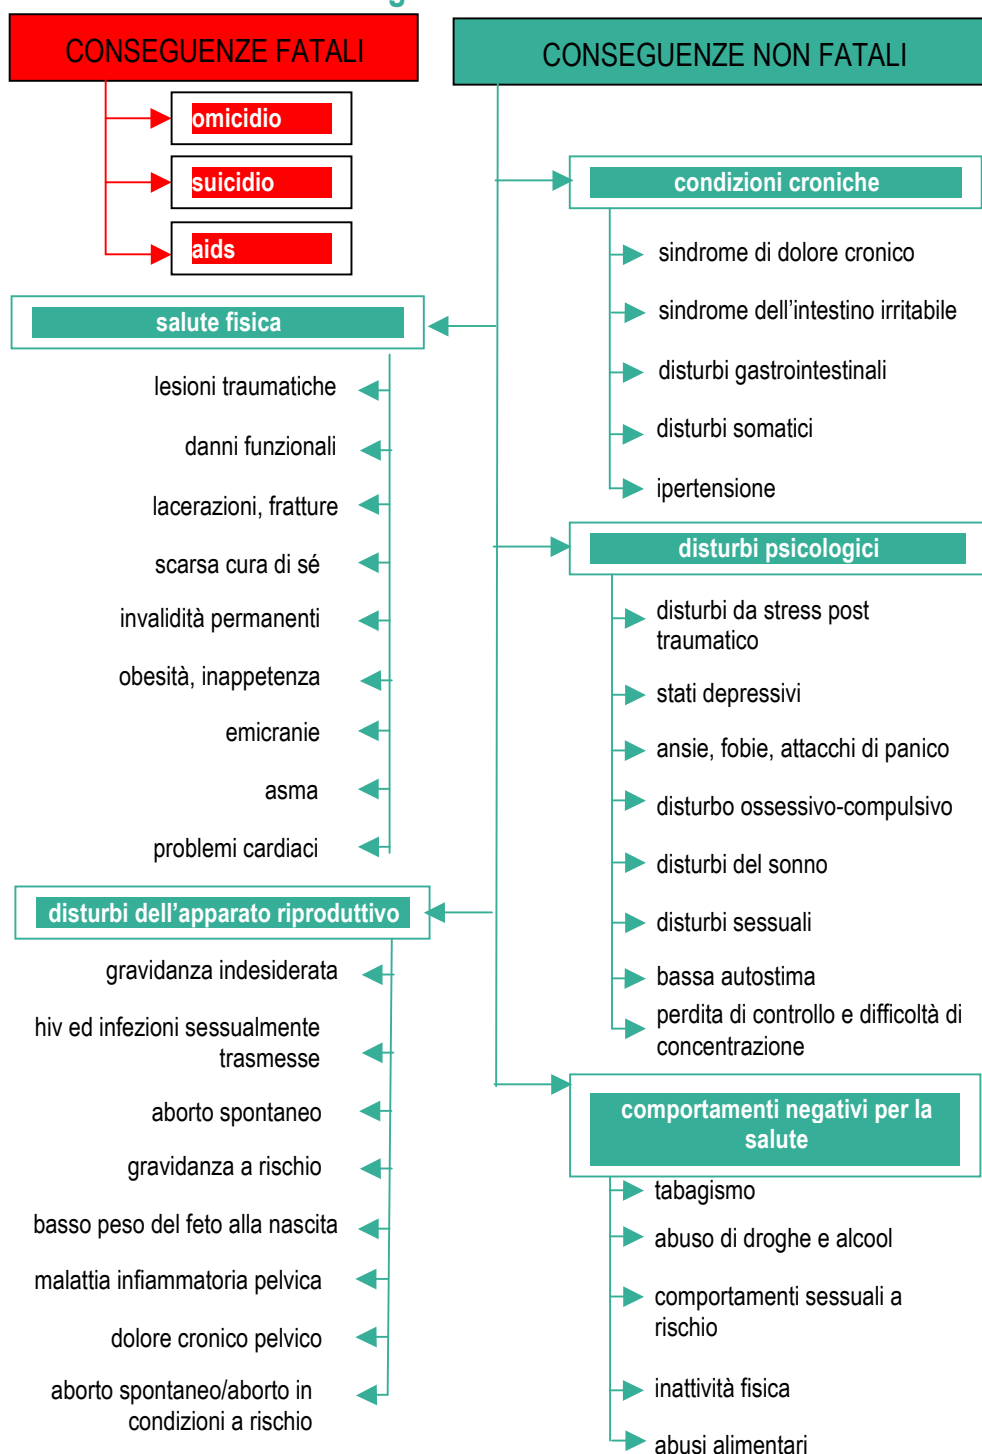 CONSEGUENZE FATALI
omicidio
suicidio
aids
CONSEGUENZE NON FATALI
salute fisica
lesioni traumatiche
danni funzionali
lacerazioni, fratture
scarsa cura di sé
invalidità permanenti
obesità, inappetenza
emicranie
asma
problemi cardiaci
disturbi dell'apparato riproduttivo
gravidanza indesiderata
hiv ed infezioni sessualmente
trasmesse
aborto spontaneo
gravidanza a rischio
basso peso del feto alla nascita
malattia infiammatoria pelvica
dolore cronico pelvico
aborto spontaneo/aborto in
condizioni a rischio
condizioni croniche
sindrome di dolore cronico
sindrome dell'intestino irritabile
disturbi gastrointestinali
disturbi somatici
ipertensione
disturbi psicologici
disturbi da stress post
traumatico
stati depressivi
ansie, fobie, attacchi di panico
disturbo ossessivo-compulsivo
disturbi del sonno
disturbi sessuali
bassa autostima
perdita di controllo e difficoltà di
concentrazione
comportamenti negativi per la
salute
tabagismo
abuso di droghe e alcool
comportamenti sessuali a
rischio
inattività fisica
abusi alimentari